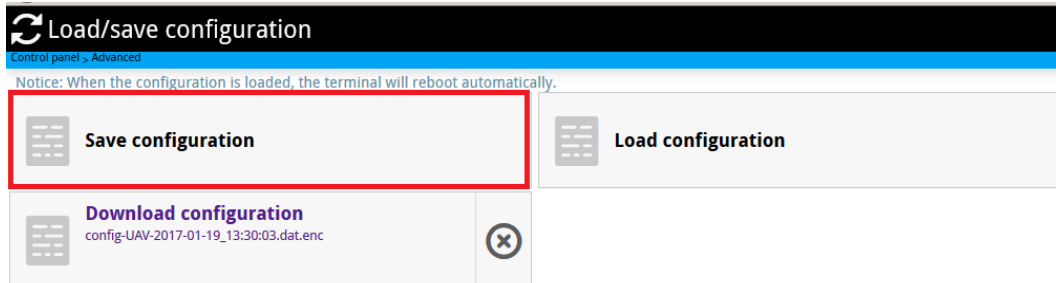 Load/save configuration
Control panel > Advanced
Notice: When the configuration is loaded, the terminal will reboot automatically.
Save configuration
Load configuration
Download configuration
config-UAV-2017-01-19_13:30:03.dat.enc